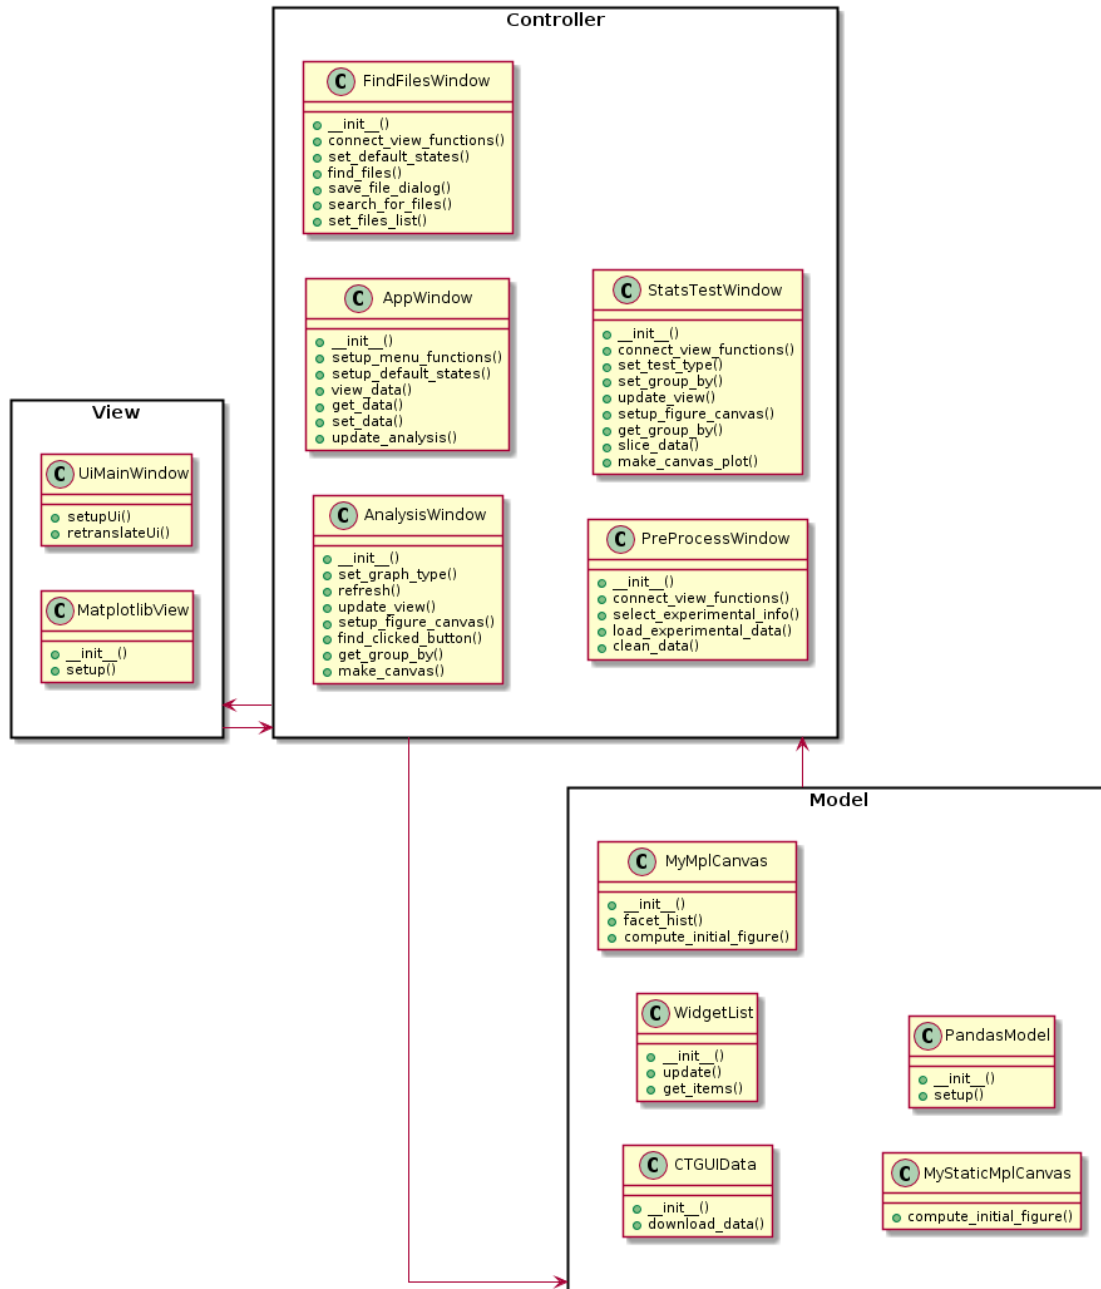 Controller
C FindFilesWindow
__init__()
connect_view_functions()
set_default_states()
find_files()
save_file_dialog()
search_for_files()
set_files_list()
C AppWindow
__init__()
setup_menu_functions()
setup_default_states()
view_data()
get_data()
set_data()
update_analysis()
C StatsTestWindow
__init__()
connect_view_functions()
set_test_type()
set_group_by()
update_view()
setup_figure_canvas()
get_group_by()
slice_data()
make_canvas_plot()
C AnalysisWindow
__init__()
set_graph_type()
refresh()
update_view()
setup_figure_canvas()
find_clicked_button()
get_group_by()
make_canvas()
C PreProcessWindow
__init__()
connect_view_functions()
select_experimental_info()
load_experimental_data()
clean_data()
View
C UiMainWindow
setupUi()
retranslateUi()
C MatplotlibView
__init__()
setup()
Model
C MyMplCanvas
__init__()
facet_hist()
compute_initial_figure()
C WidgetList
__init__()
update()
get_items()
C PandasModel
__init__()
setup()
C CTGUIData
__init__()
download_data()
C MyStaticMplCanvas
compute_initial_figure()